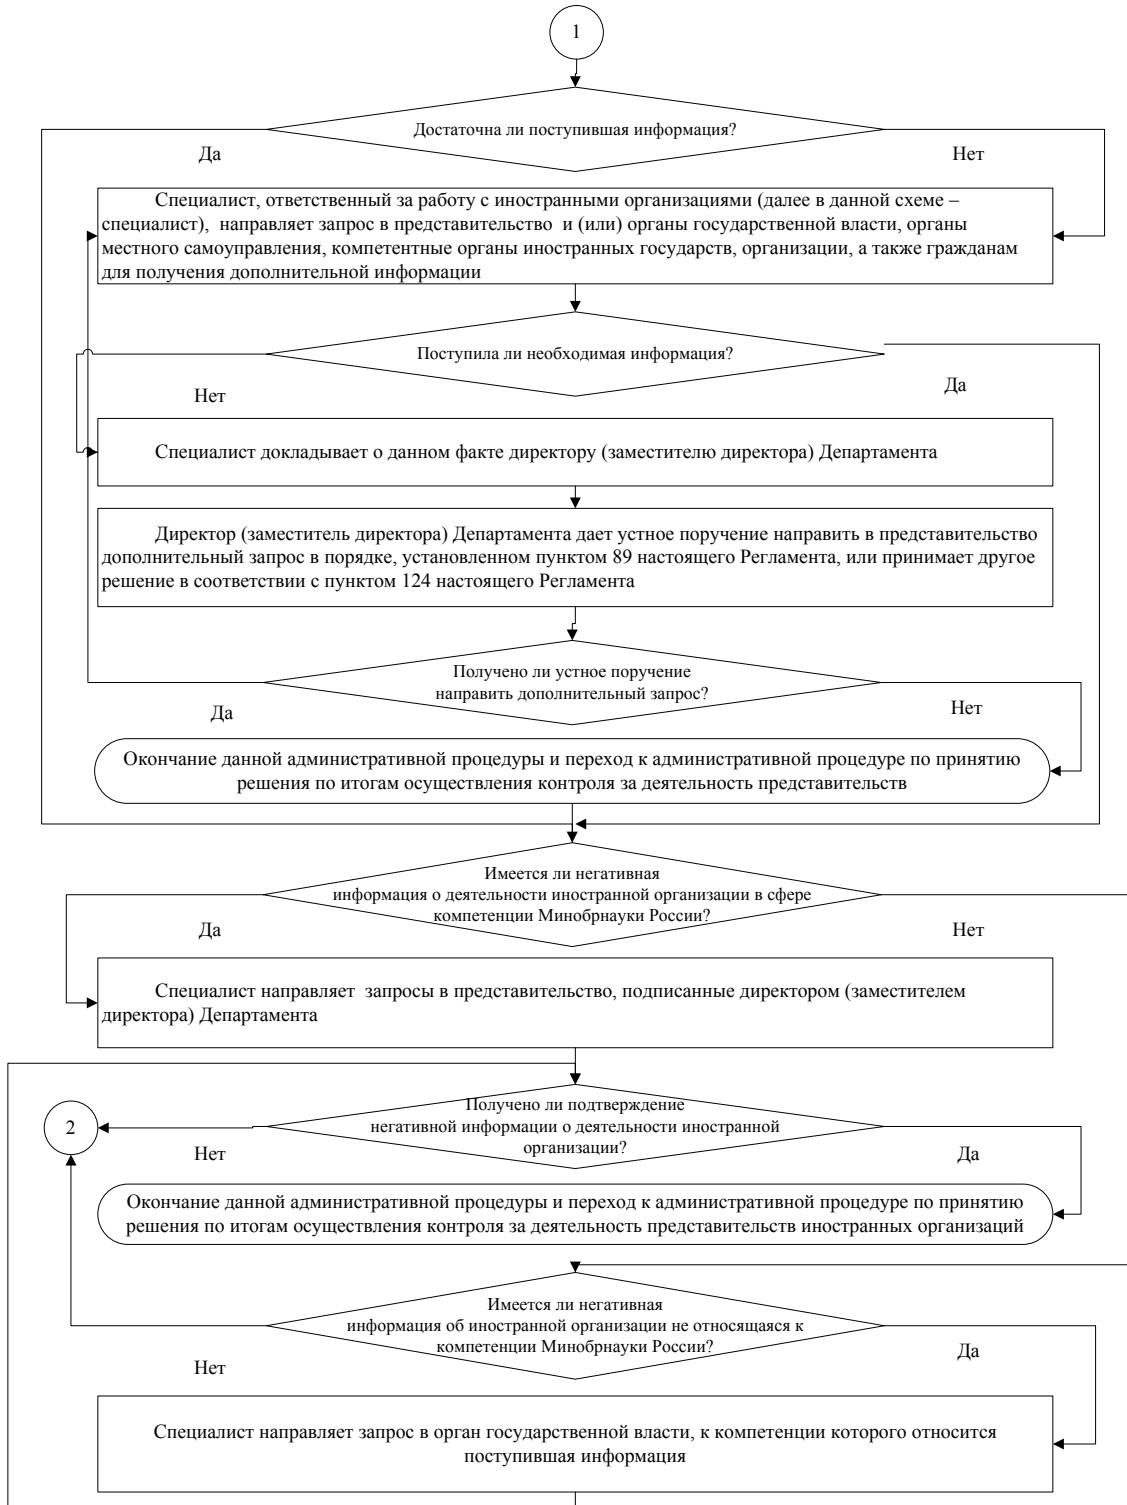 1
Достаточна ли поступившая информация?
Да
Нет
Специалист, ответственный за работу с иностранными организациями (далее в данной схеме –
специалист), направляет запрос в представительство и (или) органы государственной власти, органы
местного самоуправления, компетентные органы иностранных государств, организации, а также гражданам
для получения дополнительной информации
Поступила ли необходимая информация?
Нет
Да
Специалист докладывает о данном факте директору (заместителю директора) Департамента
Директор (заместитель директора) Департамента дает устное поручение направить в представительство
дополнительный запрос в порядке, установленном пунктом 89 настоящего Регламента, или принимает другое
решение в соответствии с пунктом 124 настоящего Регламента
Получено ли устное поручение
направить дополнительный запрос?
Да
Нет
Окончание данной административной процедуры и переход к административной процедуре по принятию
решения по итогам осуществления контроля за деятельность представительств
Имеется ли негативная
информация о деятельности иностранной организации в сфере
компетенции Минобрнауки России?
Да
Нет
Специалист направляет запросы в представительство, подписанные директором (заместителем
директора) Департамента
Получено ли подтверждение
негативной информации о деятельности иностранной
организации?
2
Нет
Да
Окончание данной административной процедуры и переход к административной процедуре по принятию
решения по итогам осуществления контроля за деятельность представительств иностранных организаций
Имеется ли негативная
информация об иностранной организации не относящаяся к
компетенции Минобрнауки России?
Нет
Да
Специалист направляет запрос в орган государственной власти, к компетенции которого относится
поступившая информация